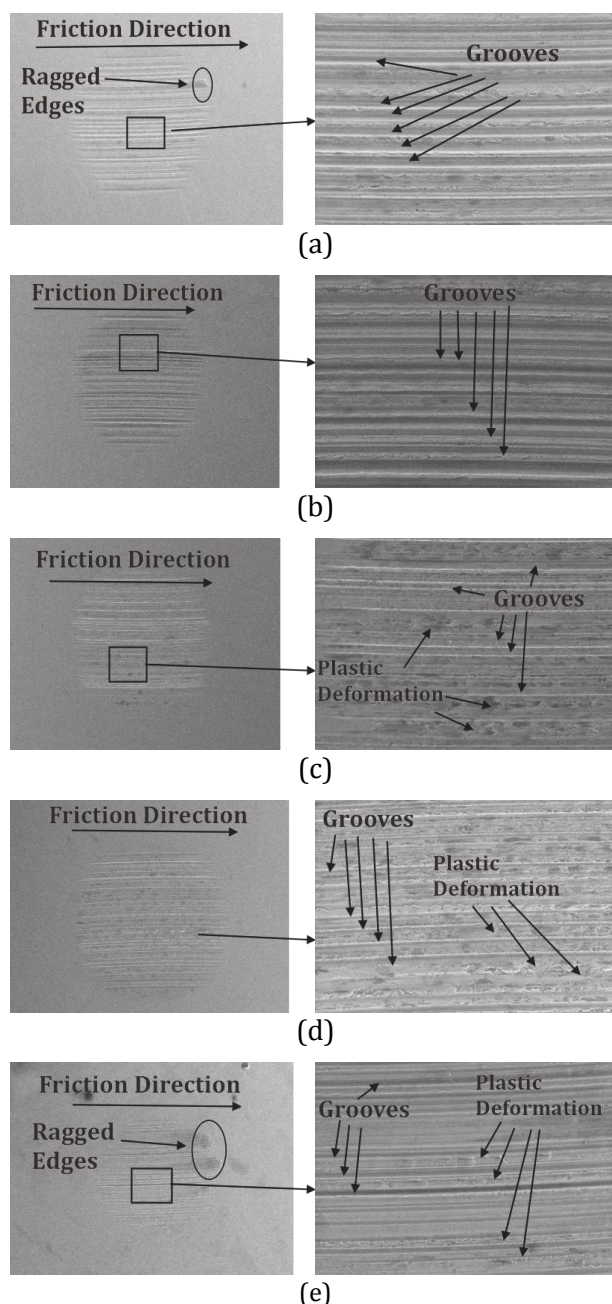 Friction Direction
Ragged
Edges
Grooves
(a)
Friction Direction
Grooves
(b)
Friction Direction
Grooves
Plastic
Deformation
(c)
Friction Direction
Grooves
Plastic
Deformation
(d)
Friction Direction
Ragged
Edges
Grooves
Plastic
Deformation
(e)